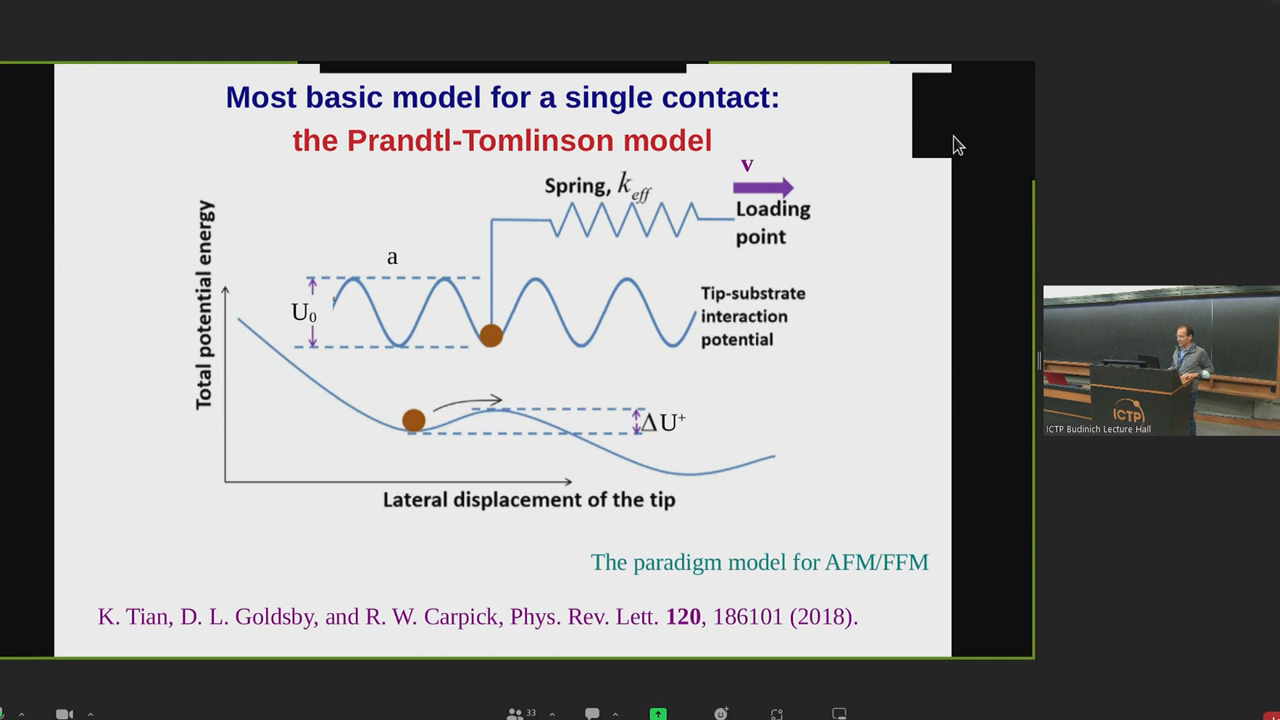 Most basic model for a single contact:
the Prandtl-Tomlinson model
v
Spring, k_eff
Loading
point
a
U₀
Tip-substrate
interaction
potential
Total potential energy
ΔU⁺
Lateral displacement of the tip
The paradigm model for AFM/FFM
K. Tian, D. L. Goldsby, and R. W. Carpick, Phys. Rev. Lett. 120, 186101 (2018).
ICTP
ICTP Budinich Lecture Hall
33